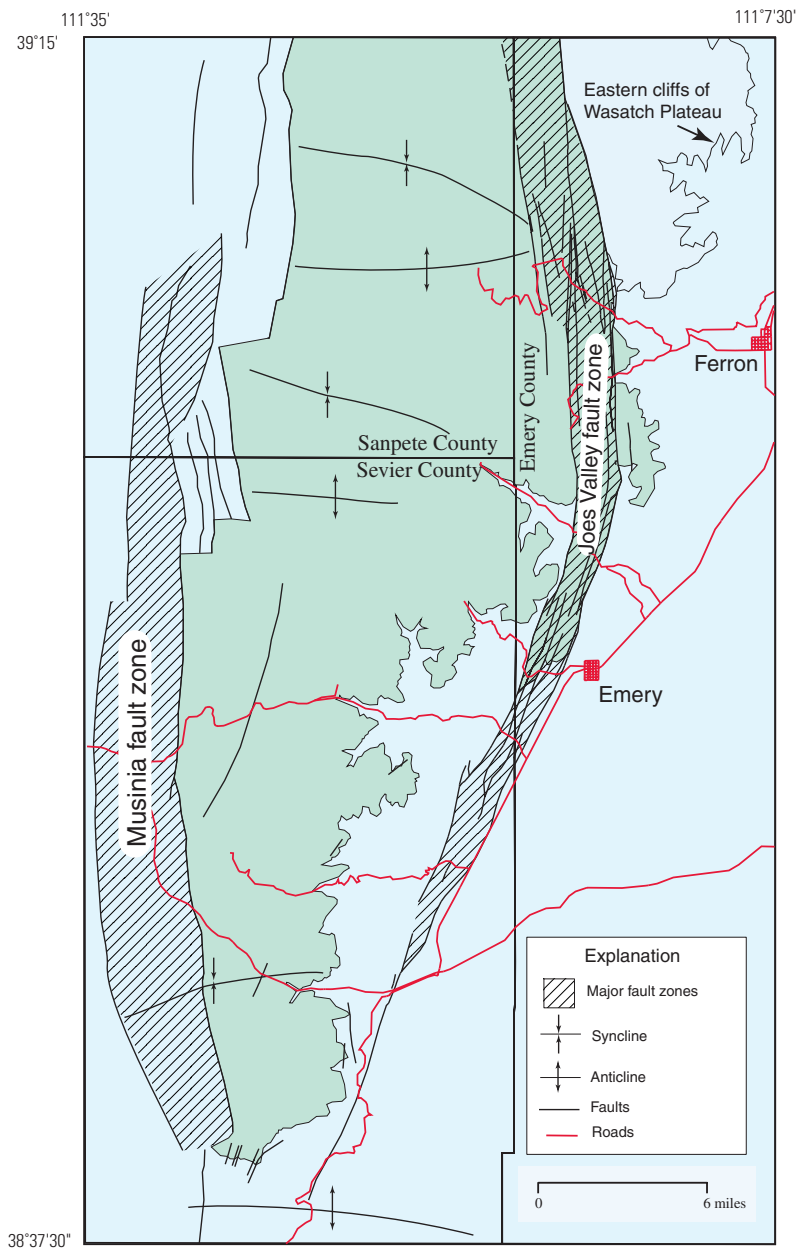 111°35'
111°7'30'
39°15'
Eastern cliffs of
Wasatch Plateau
Ferron
Emery County
Joes Valley fault zone
Sanpete County
Sevier County
Musinia fault zone
Emery
Explanation
Major fault zones
Syncline
Anticline
Faults
Roads
0
6 miles
38°37'30"